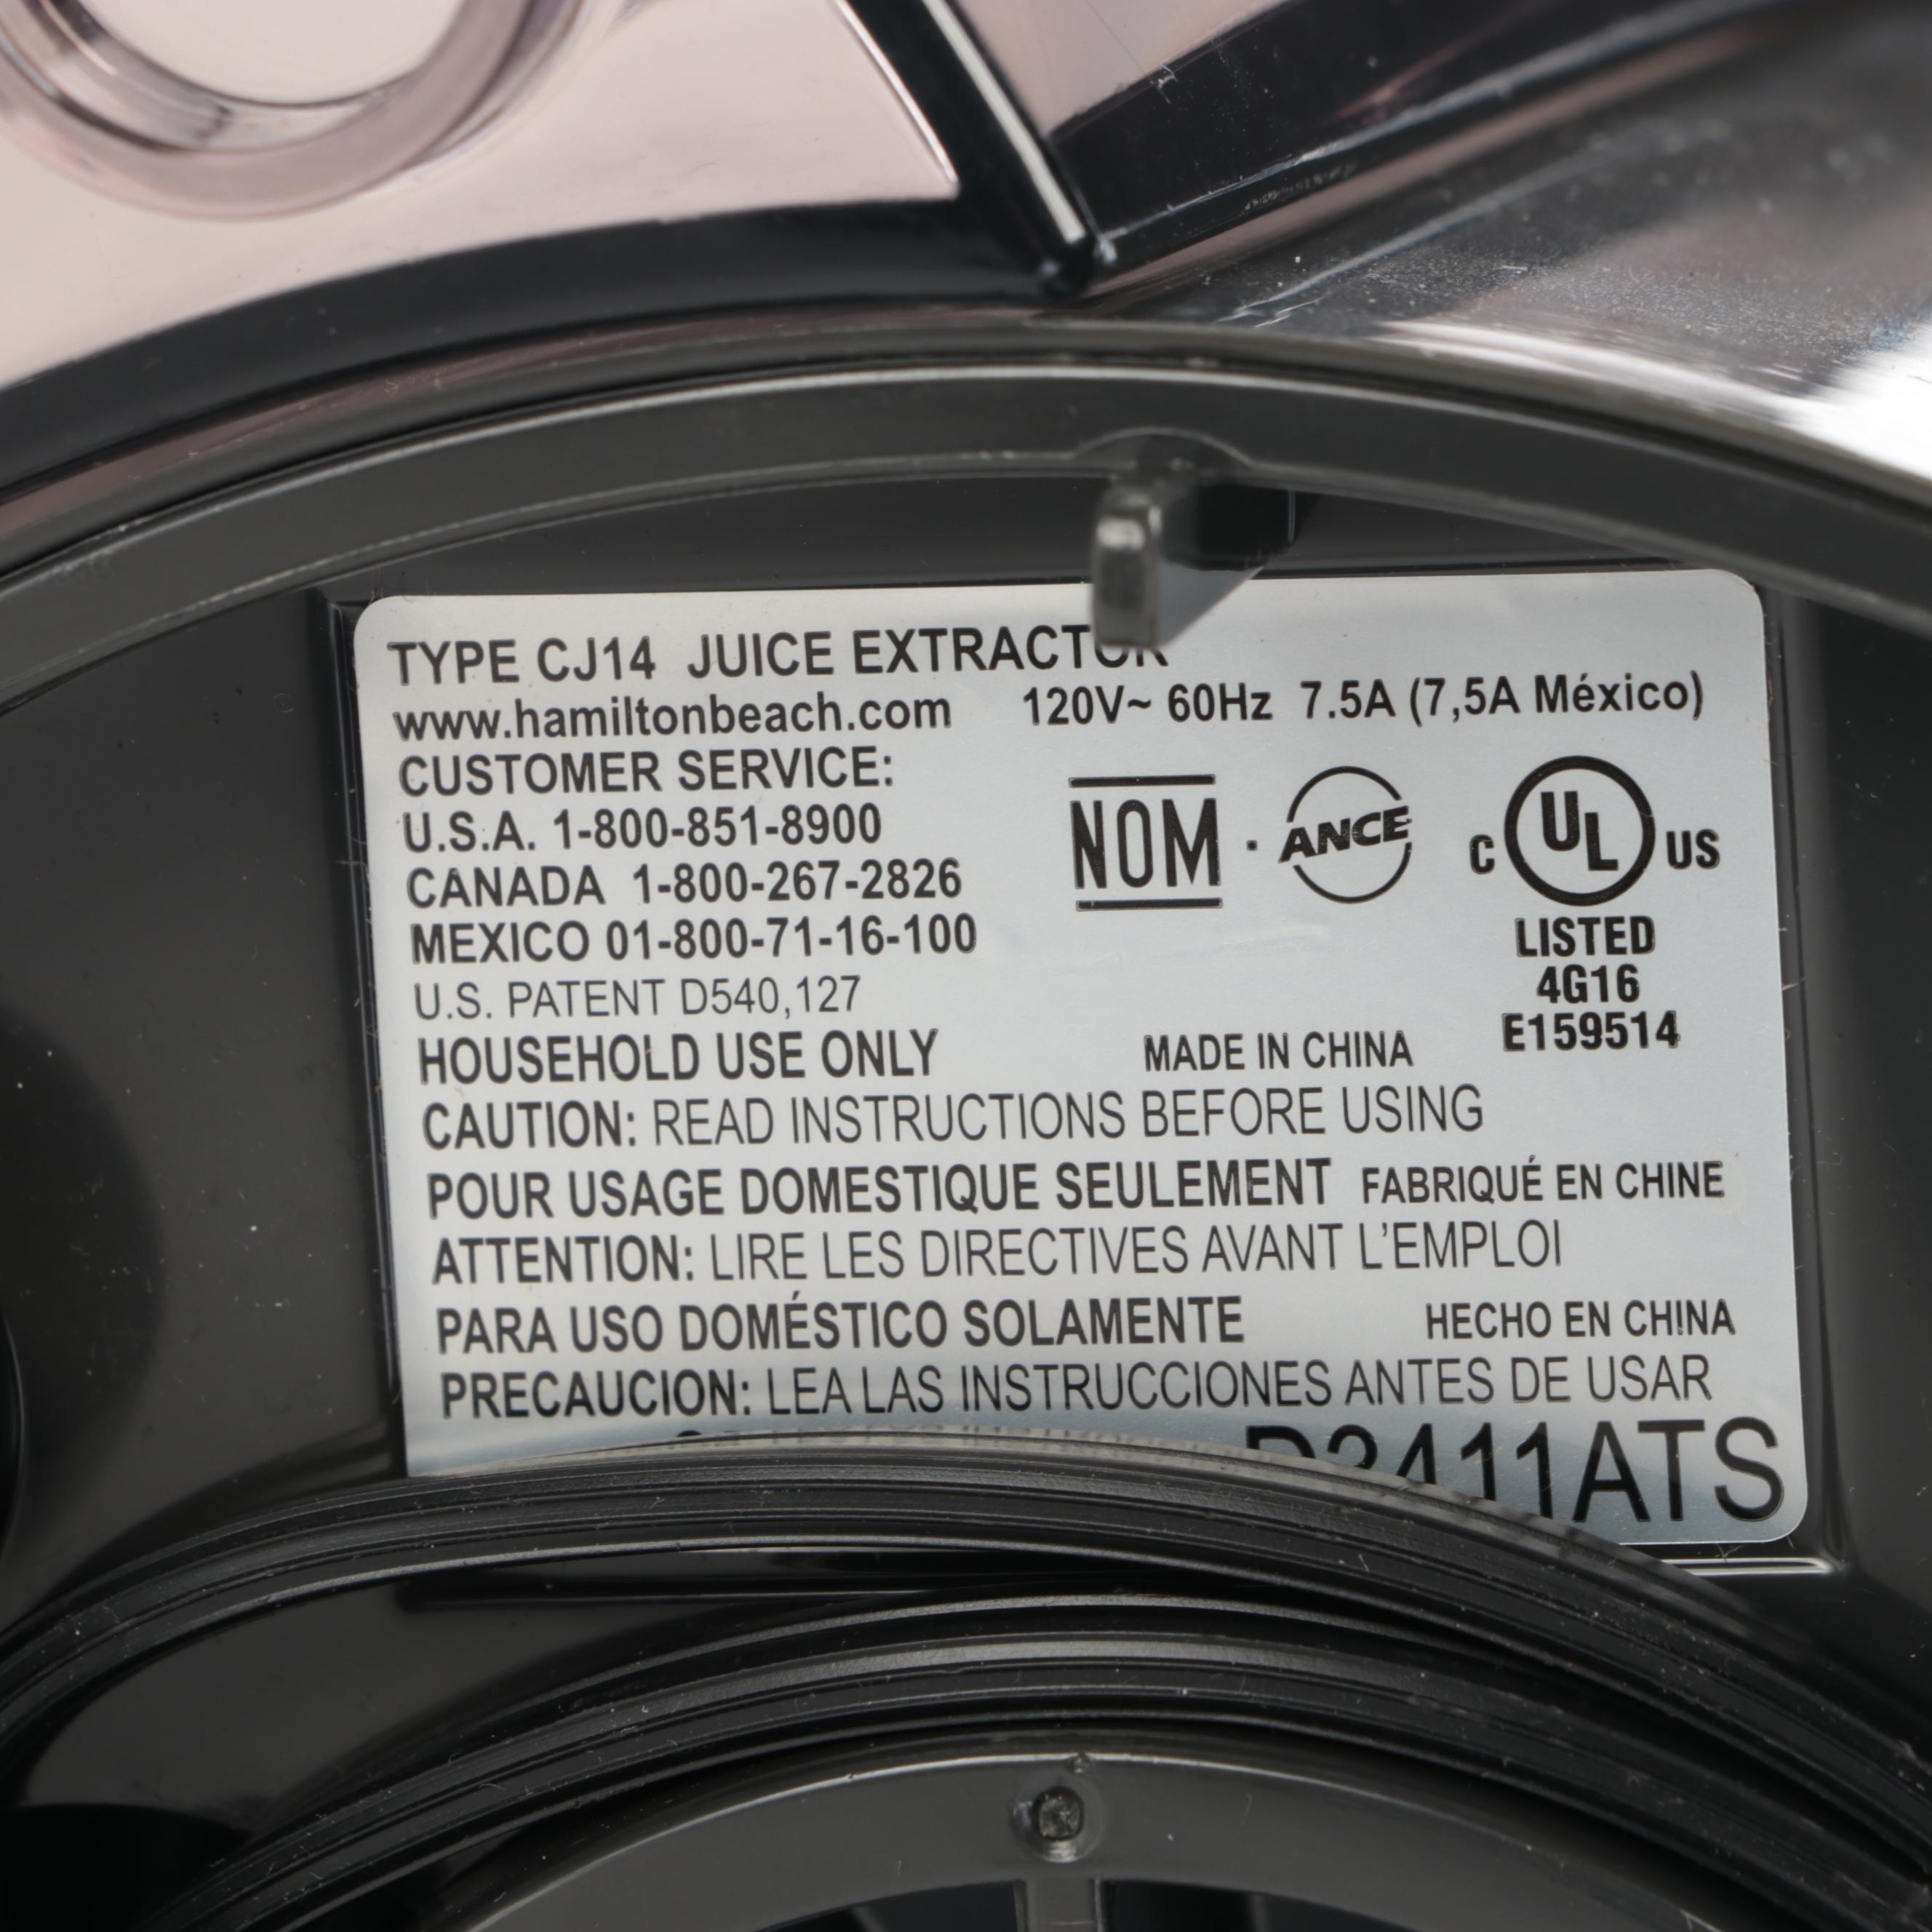 TYPE CJ14 JUICE EXTRACTOR
www.hamiltonbeach.com 120V~ 60Hz 7.5A (7,5A México)
CUSTOMER SERVICE:
U.S.A. 1-800-851-8900
CANADA 1-800-267-2826
MEXICO 01-800-71-16-100
NOM · ANCE
C UL US
LISTED
4G16
E159514
U.S. PATENT D540,127
HOUSEHOLD USE ONLY MADE IN CHINA
CAUTION: READ INSTRUCTIONS BEFORE USING
POUR USAGE DOMESTIQUE SEULEMENT FABRIQUÉ EN CHINE
ATTENTION: LIRE LES DIRECTIVES AVANT L'EMPLOI
PARA USO DOMÉSTICO SOLAMENTE HECHO EN CHINA
PRECAUCION: LEA LAS INSTRUCCIONES ANTES DE USAR